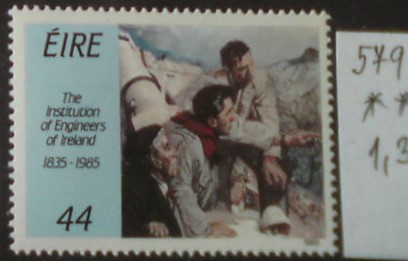 ÉIRE
The
Institution
of Engineers
of Ireland
1835-1985
44
579
**
1,3